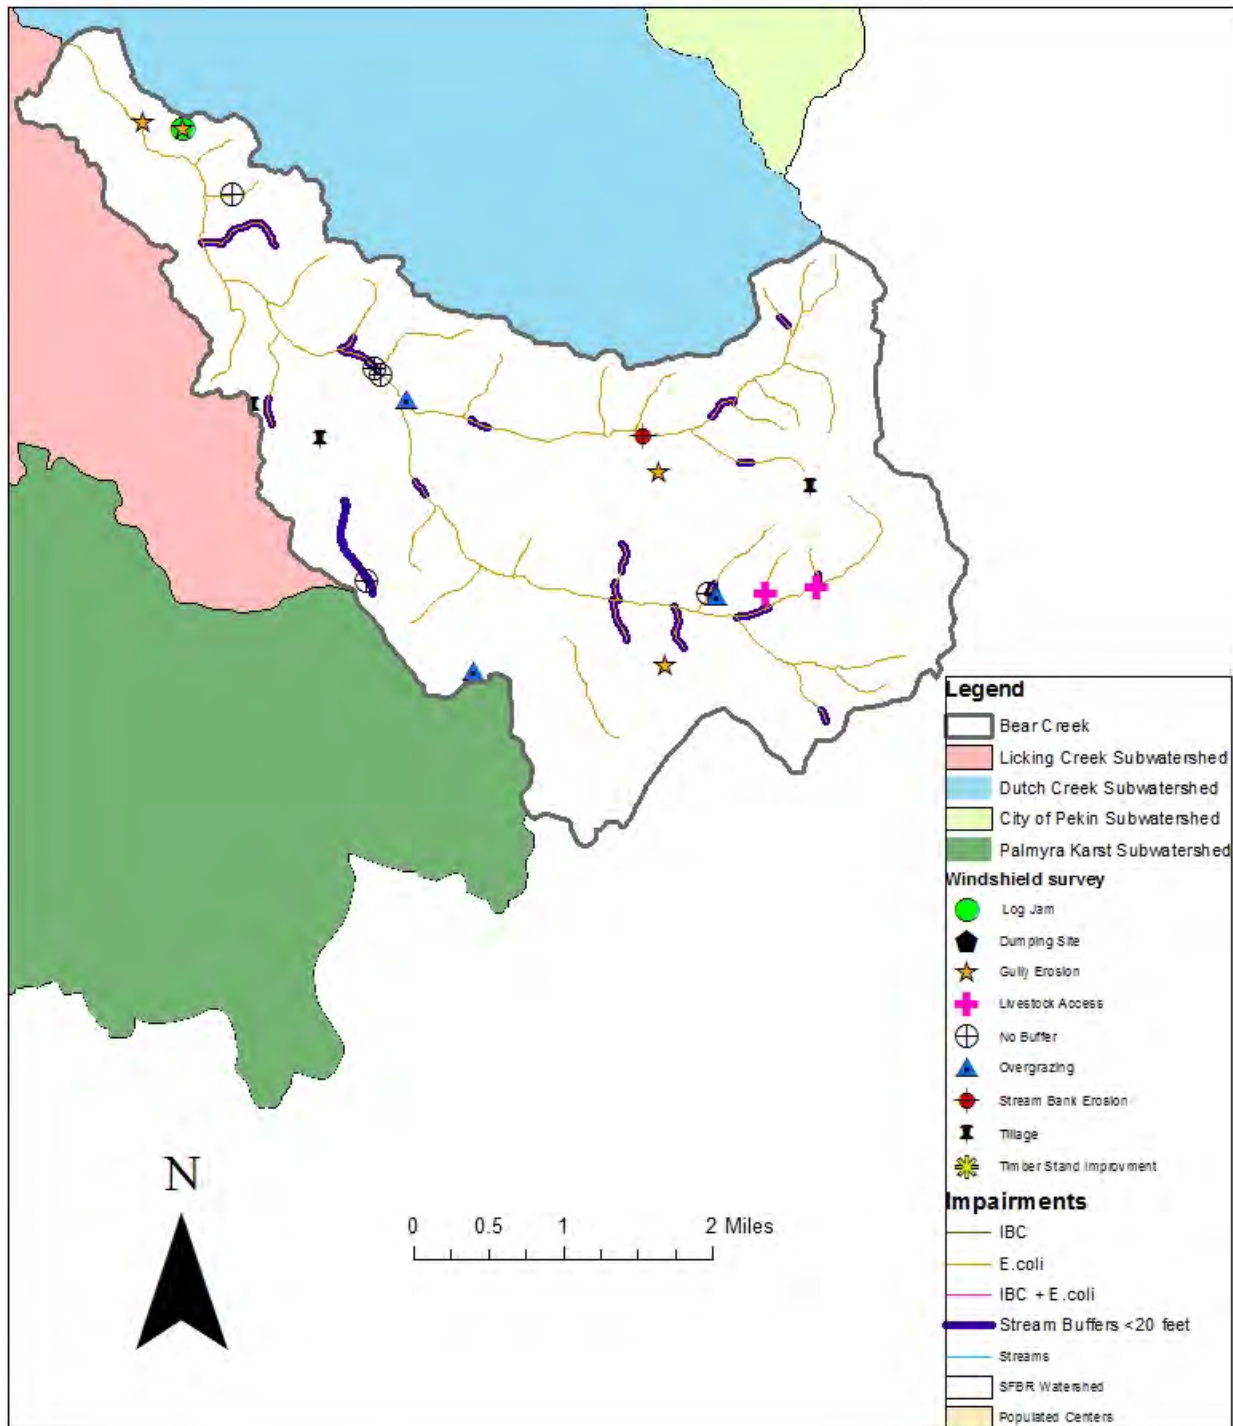 Legend
Bear Creek
Licking Creek Subwatershed
Dutch Creek Subwatershed
City of Pekin Subwatershed
Palmyra Karst Subwatershed
Windshield survey
Log Jam
Dumping Site
Gully Erosion
Livestock Access
No Buffer
Overgrazing
Stream Bank Erosion
Tillage
Timber Stand Improvment
Impairments
IBC
E.coli
IBC + E.coli
Stream Buffers <20 feet
Streams
SFBR Watershed
Populated Centers
N
0 0.5 1 2 Miles